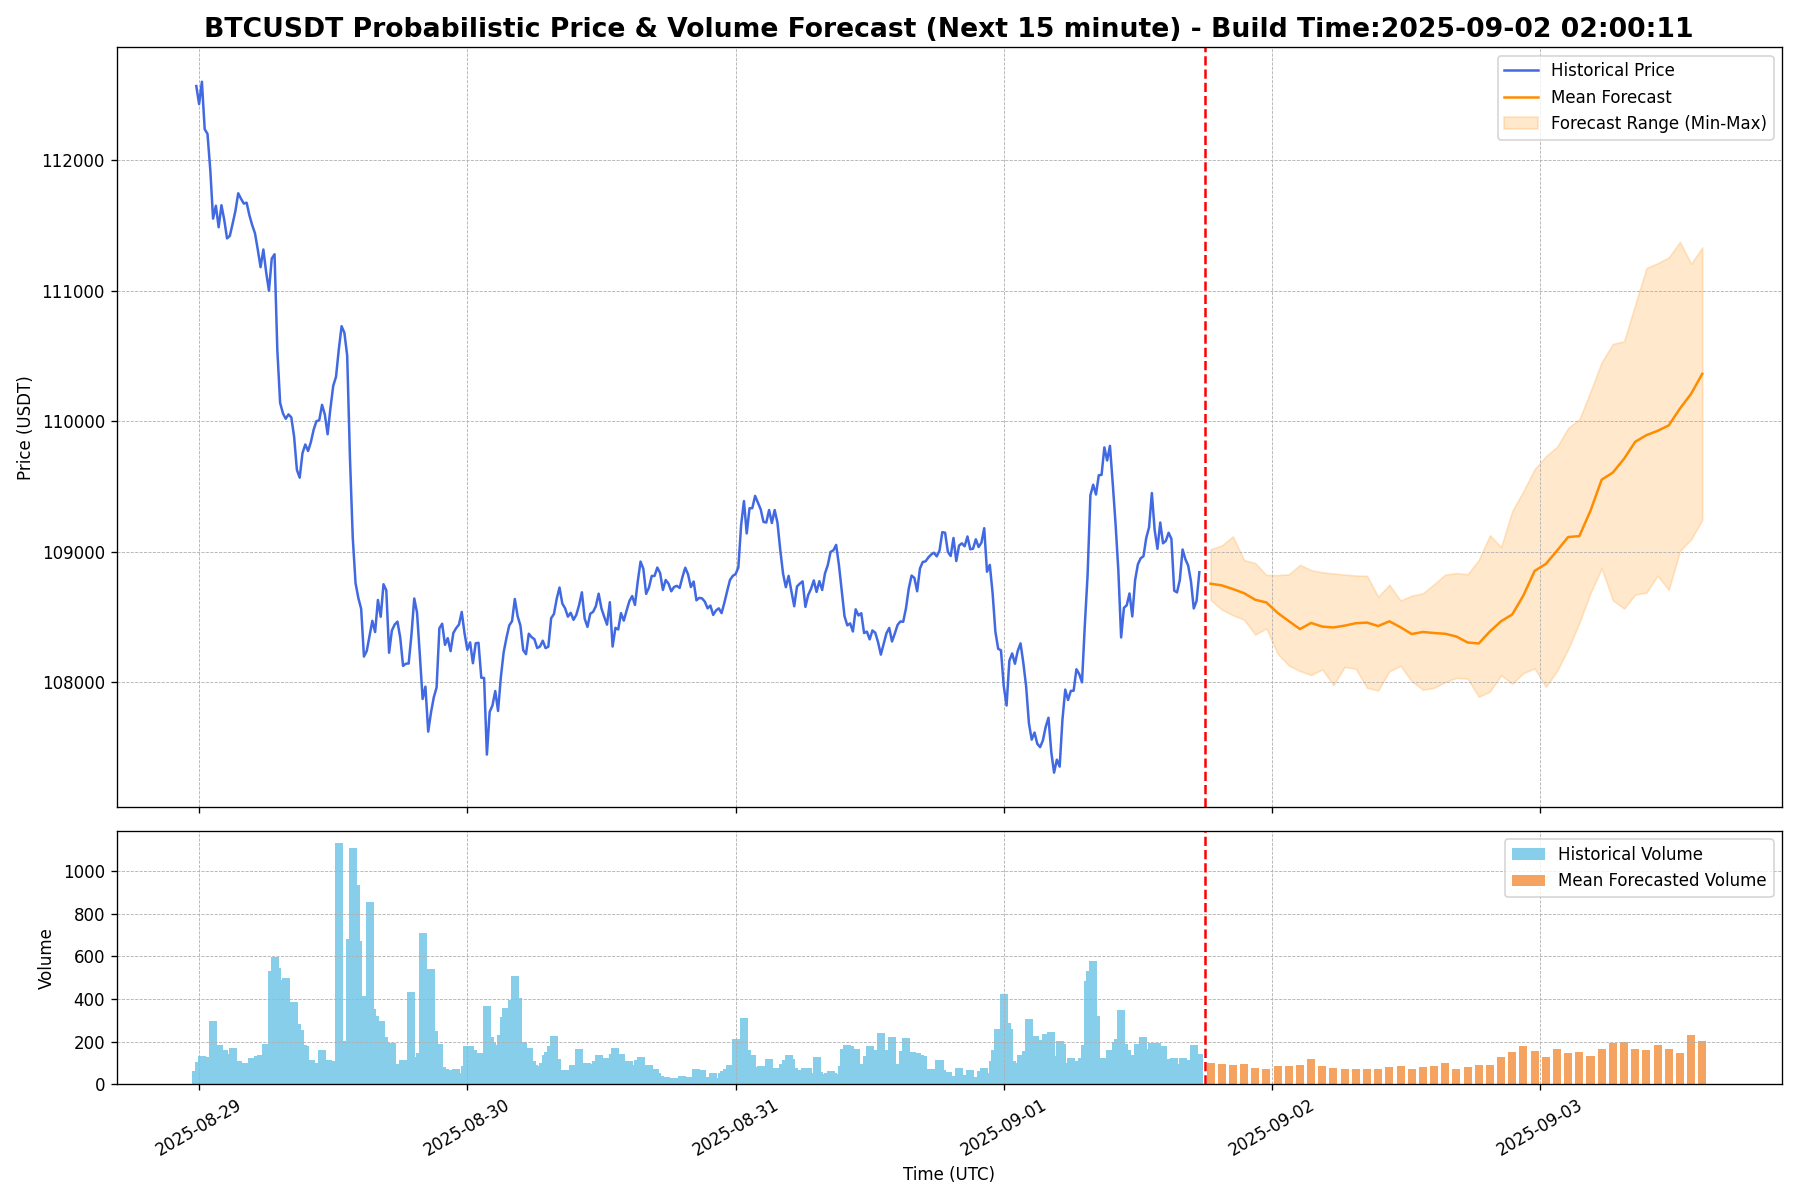 BTCUSDT Probabilistic Price & Volume Forecast (Next 15 minute) - Build Time:2025-09-02 02:00:11
Historical Price
Mean Forecast
Forecast Range (Min-Max)
Price (USDT)
112000
111000
110000
109000
108000
Historical Volume
Mean Forecasted Volume
Volume
1000
800
600
400
200
0
2025-08-29
2025-08-30
2025-08-31
2025-09-01
2025-09-02
2025-09-03
Time (UTC)